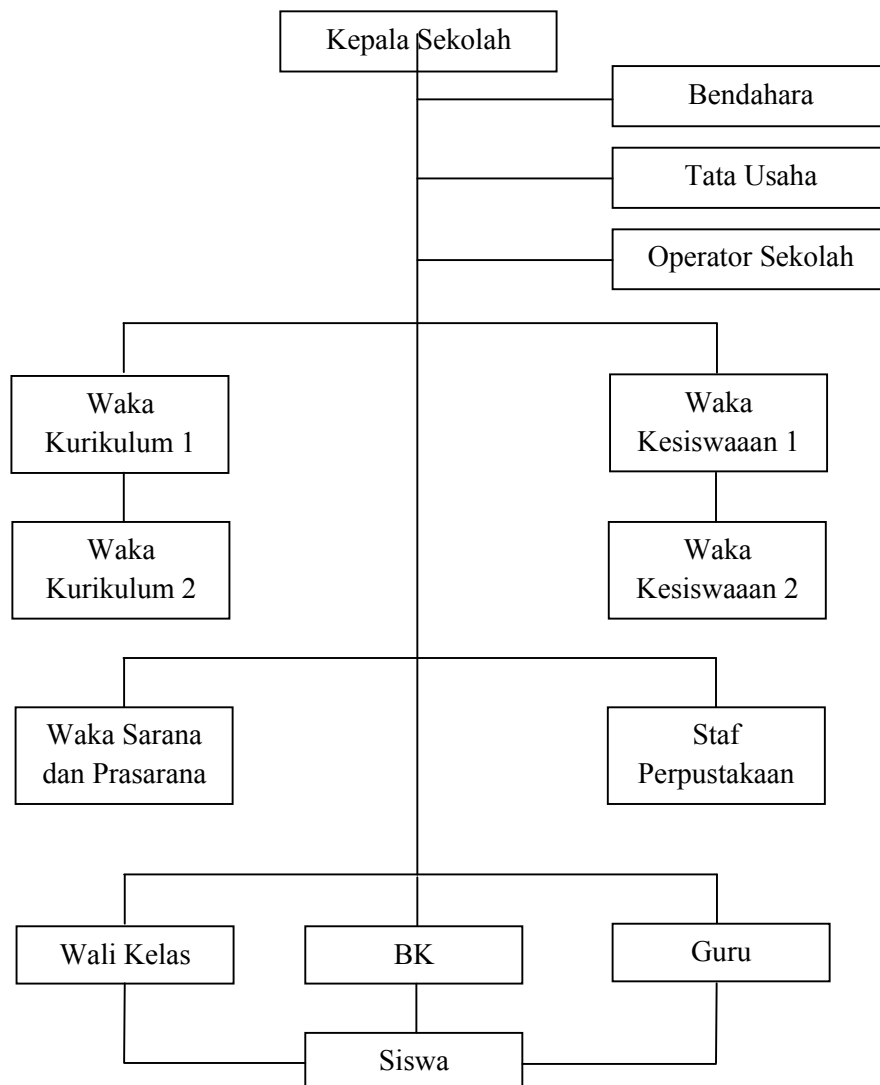 Kepala Sekolah
Bendahara
Tata Usaha
Operator Sekolah
Waka
Kurikulum 1
Waka
Kesiswaaan 1
Waka
Kurikulum 2
Waka
Kesiswaaan 2
Waka Sarana
dan Prasarana
Staf
Perpustakaan
Wali Kelas
BK
Guru
Siswa